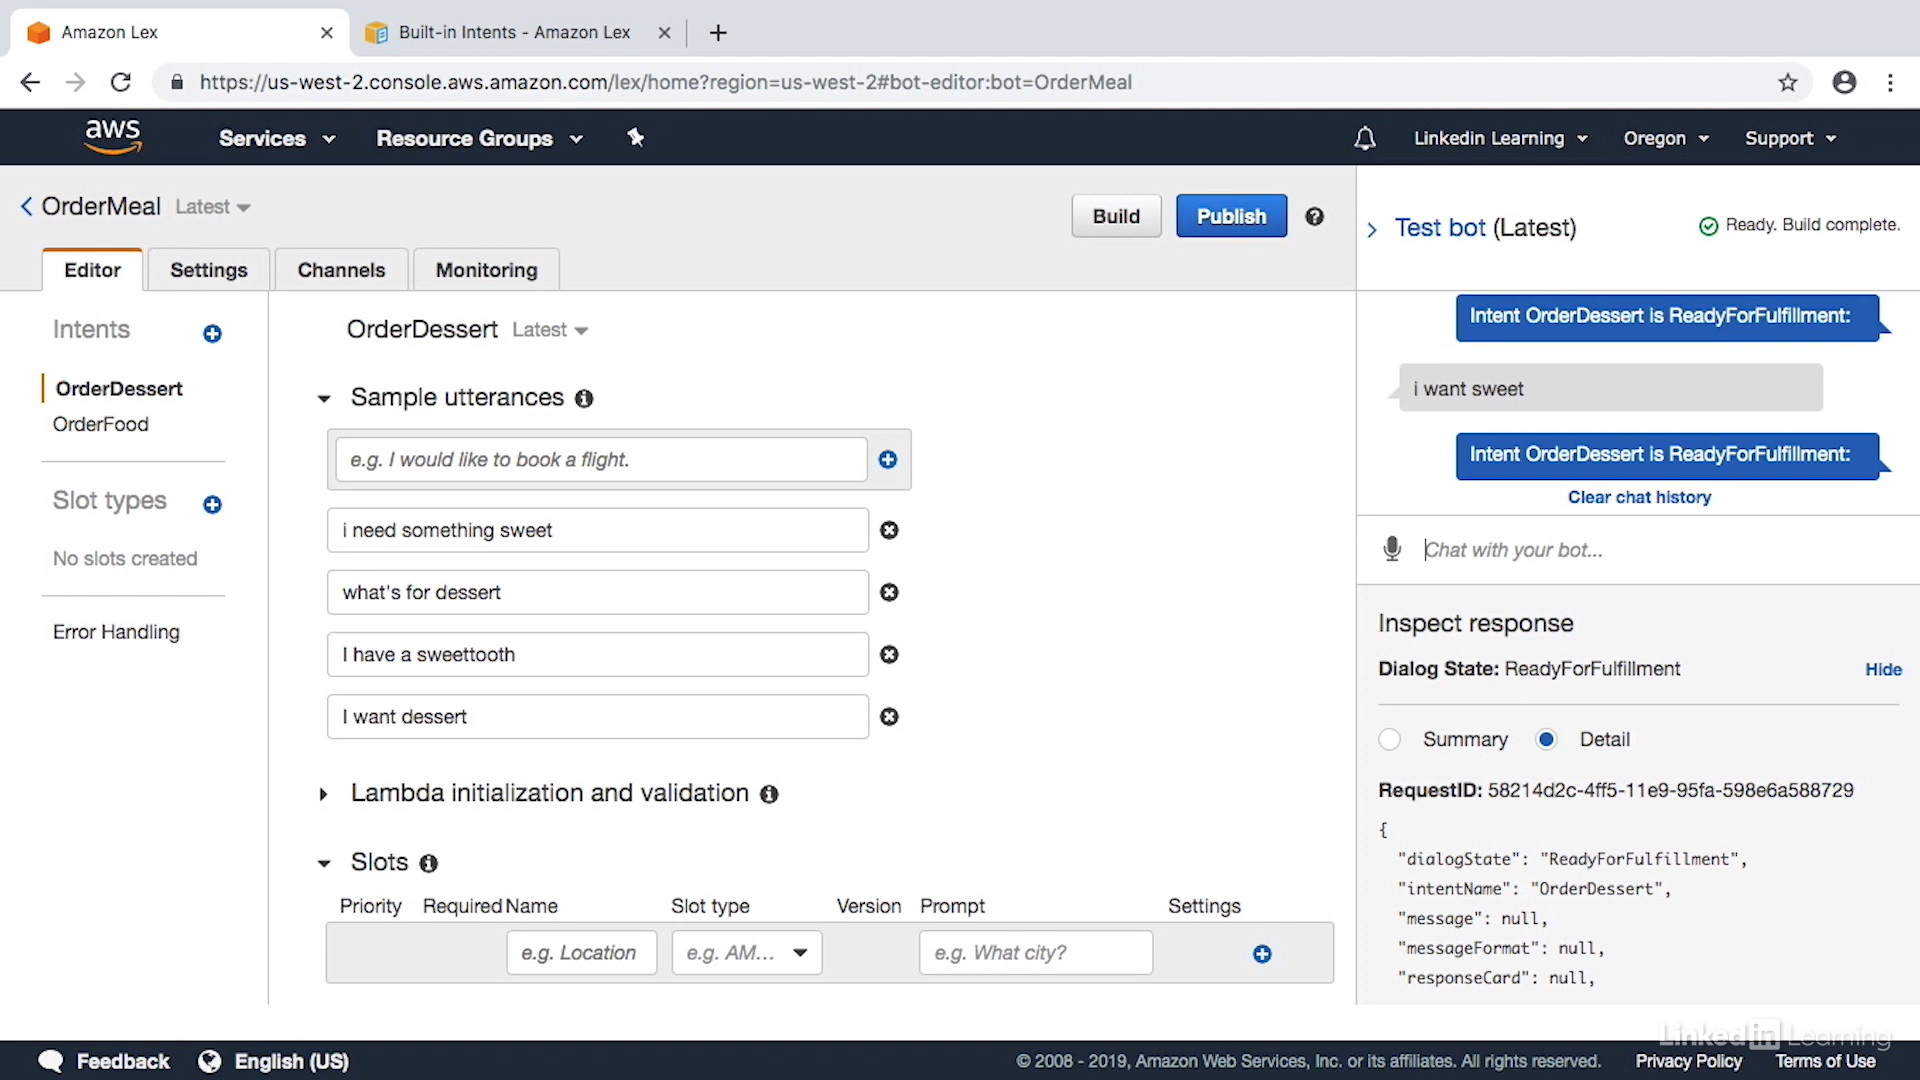 Amazon Lex
Built-in Intents - Amazon Lex
https://us-west-2.console.aws.amazon.com/lex/home?region=us-west-2#bot-editor:bot=OrderMeal
aws
Services
Resource Groups
Linkedin Learning
Oregon
Support
OrderMeal Latest
Build
Publish
Test bot (Latest)
Ready. Build complete.
Editor
Settings
Channels
Monitoring
Intents
OrderDessert
OrderFood
Slot types
No slots created
Error Handling
OrderDessert Latest
Sample utterances
e.g. I would like to book a flight.
i need something sweet
what's for dessert
I have a sweettooth
I want dessert
Lambda initialization and validation
Slots
Priority Required Name Slot type Version Prompt Settings
e.g. Location e.g. AM... e.g. What city?
Intent OrderDessert is ReadyForFulfillment:
i want sweet
Intent OrderDessert is ReadyForFulfillment:
Clear chat history
Chat with your bot...
Inspect response
Dialog State: ReadyForFulfillment
Hide
Summary Detail
RequestID: 58214d2c-4ff5-11e9-95fa-598e6a588729
{
"dialogState": "ReadyForFulfillment",
"intentName": "OrderDessert",
"message": null,
"messageFormat": null,
"responseCard": null,
Linked in Learning
Feedback
English (US)
© 2008 - 2019, Amazon Web Services, Inc. or its affiliates. All rights reserved.
Privacy Policy
Terms of Use